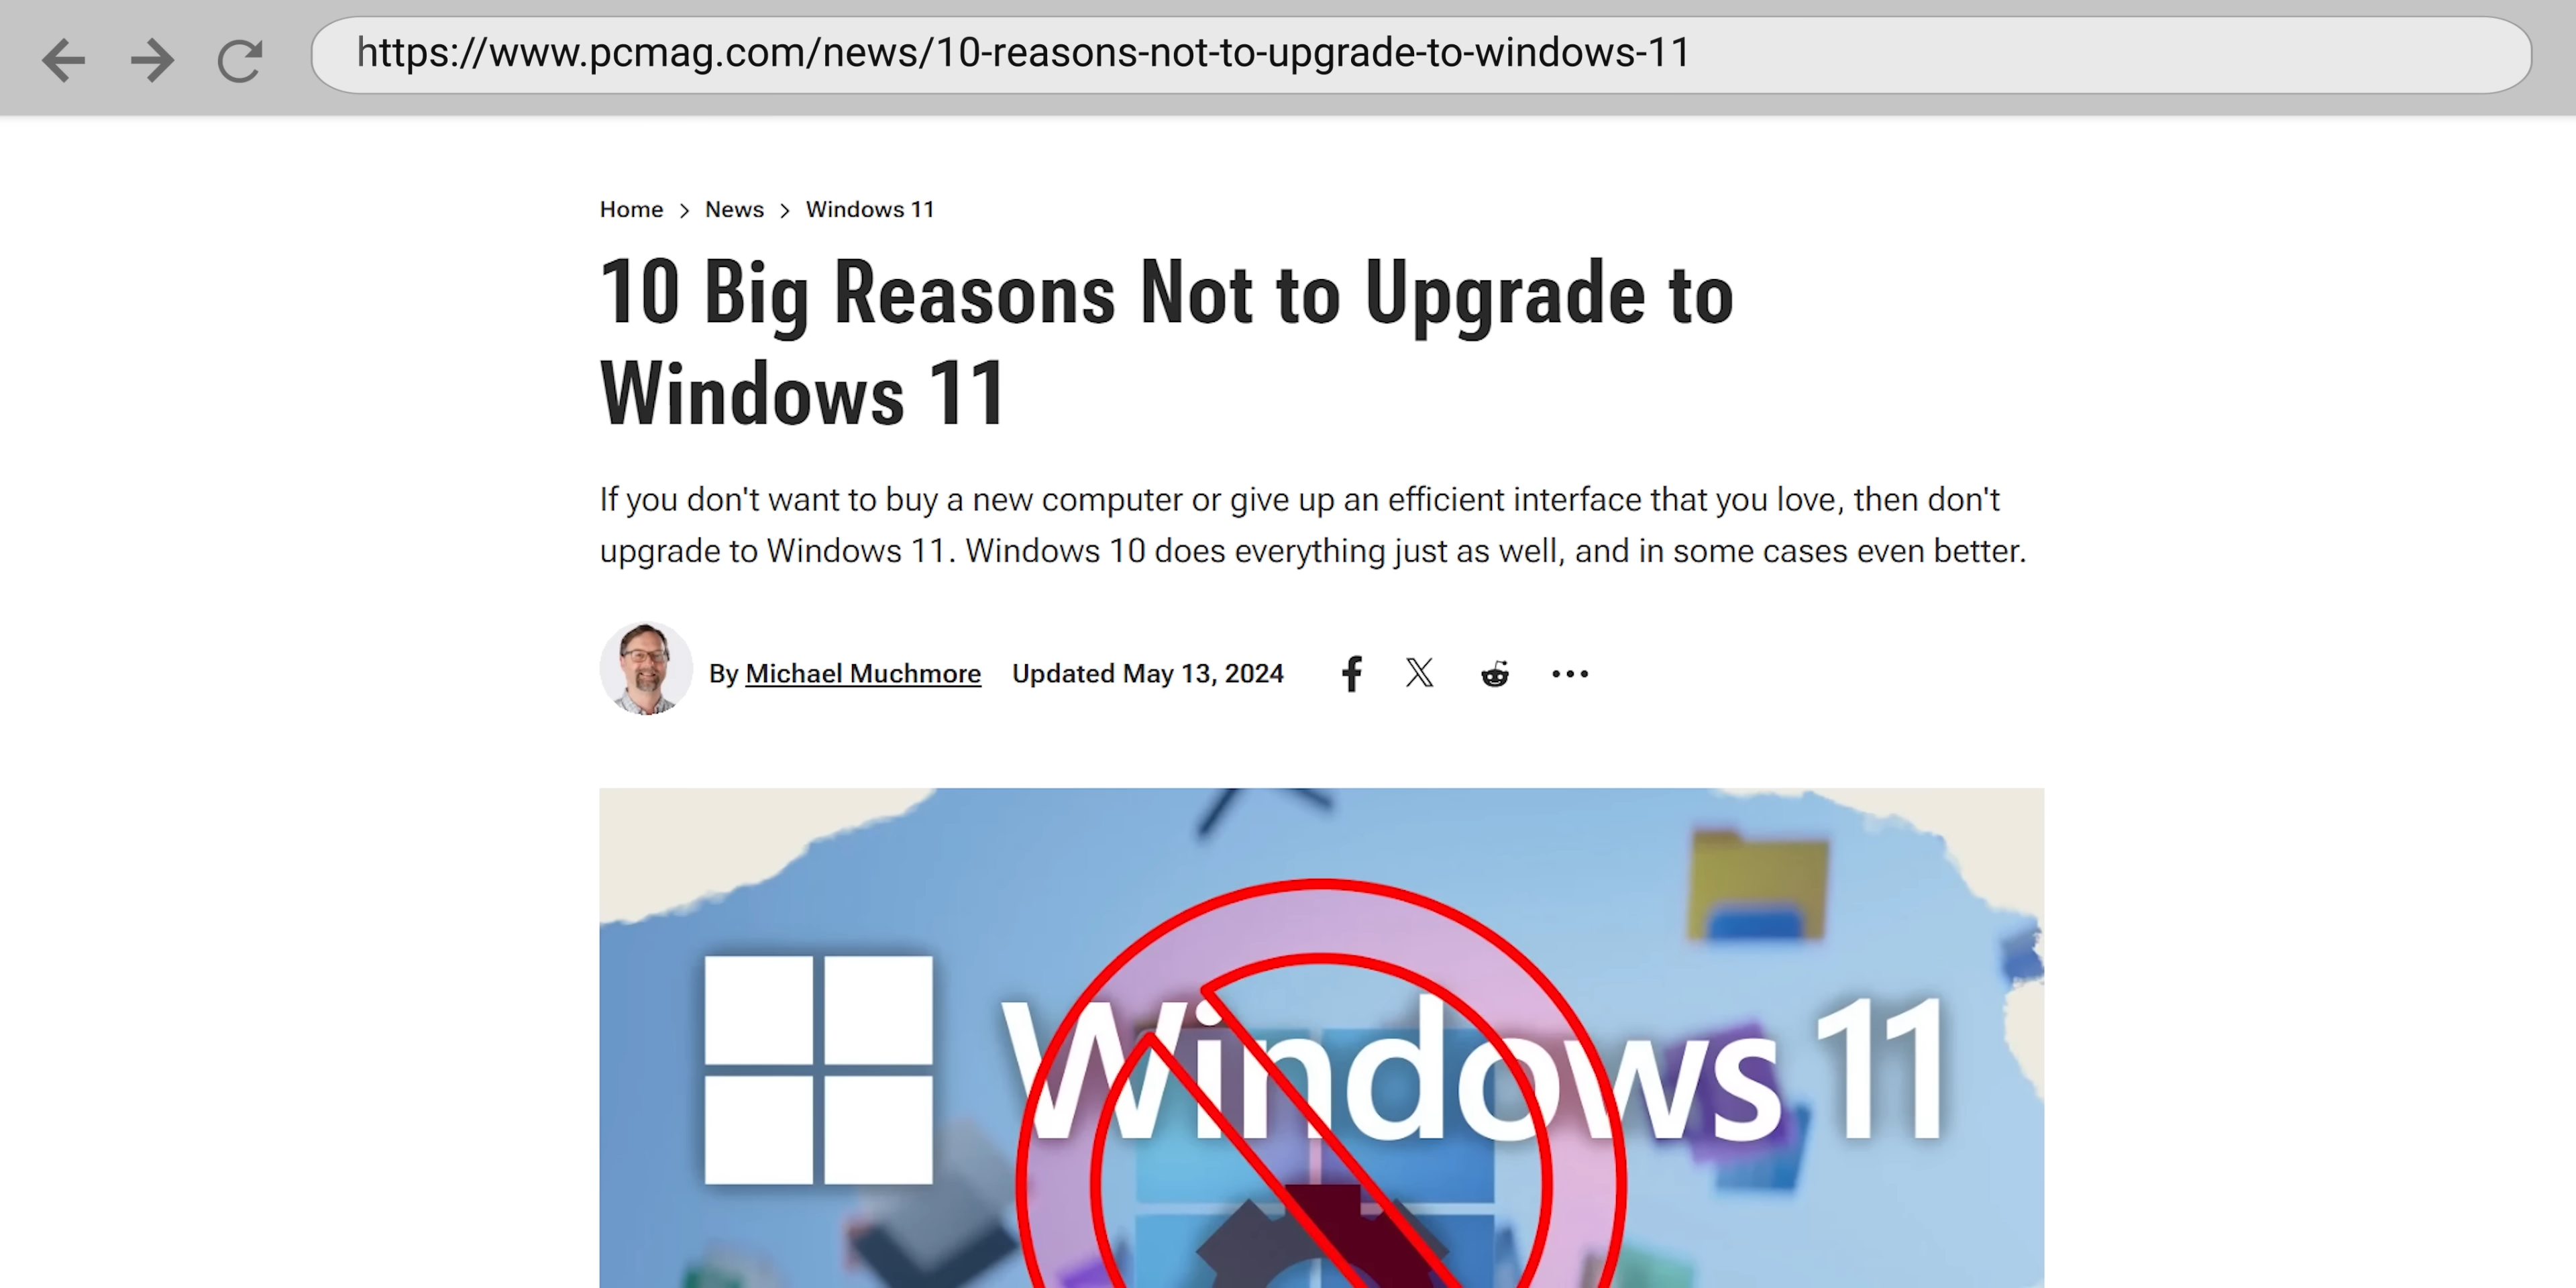 https://www.pcmag.com/news/10-reasons-not-to-upgrade-to-windows-11
Home > News > Windows 11
10 Big Reasons Not to Upgrade to
Windows 11
If you don't want to buy a new computer or give up an efficient interface that you love, then don't
upgrade to Windows 11. Windows 10 does everything just as well, and in some cases even better.
By Michael Muchmore Updated May 13, 2024
Windows 11